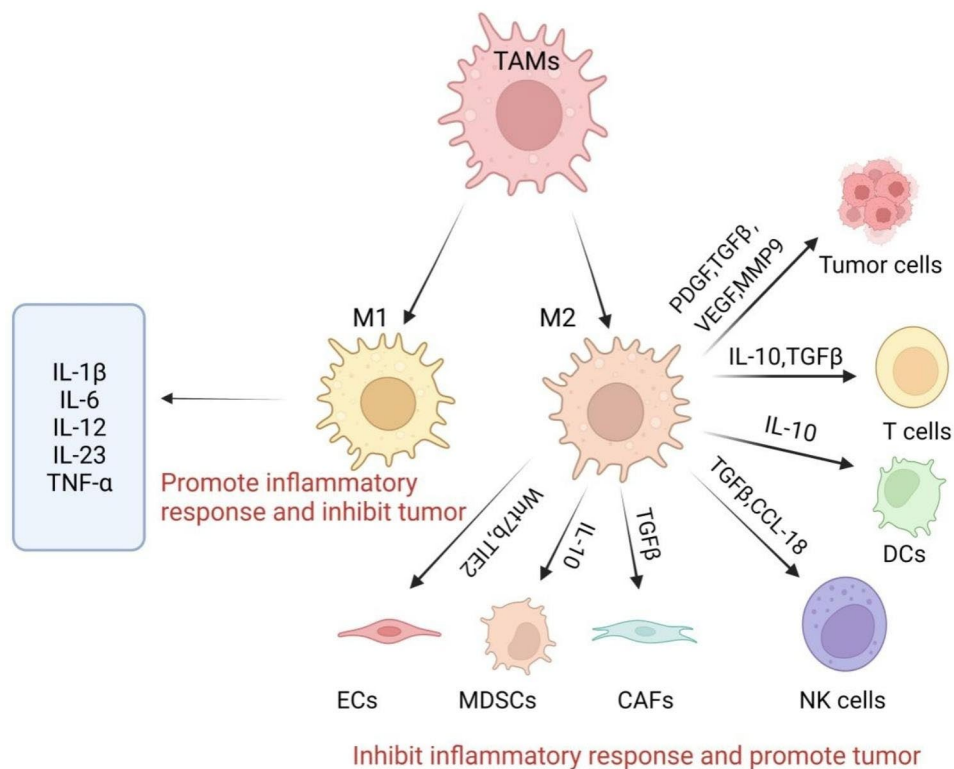 TAMs
M1
M2
PDGF,TGFβ,
VEGF,MMP9
Tumor cells
IL-1β
IL-6
IL-12
IL-23
TNF-α
IL-10,TGFβ
T cells
IL-10
DCs
Promote inflammatory
response and inhibit tumor
Wnt7b,TIE2
IL-10
TGFβ
TGFβ,CCL-18
ECs
MDSCs
CAFs
NK cells
Inhibit inflammatory response and promote tumor